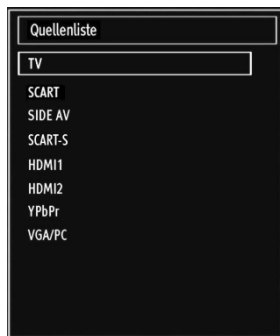 Quellenliste
TV
SCART
SIDE AV
SCART-S
HDMI1
HDMI2
YPbPr
VGA/PC